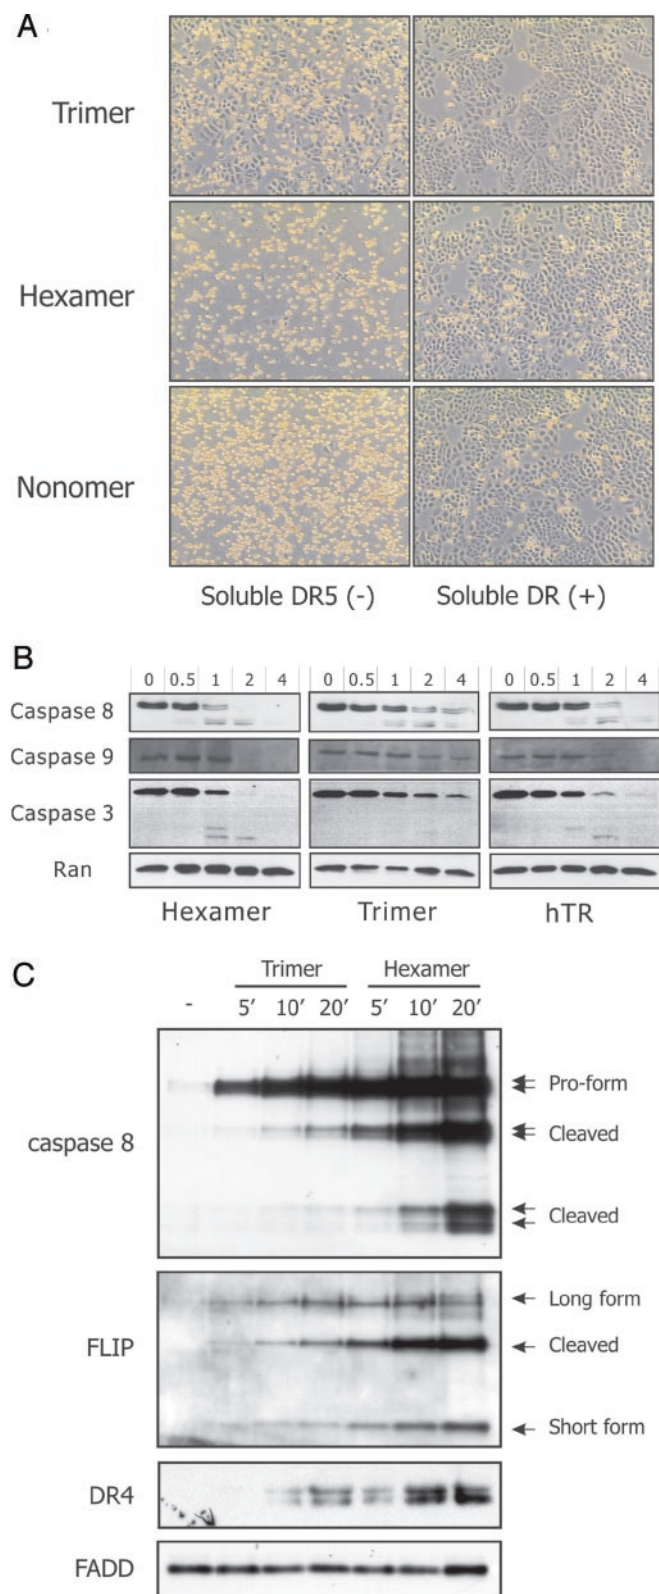 A
Trimer
Hexamer
Nonomer
Soluble DR5 (-) Soluble DR (+)
B
0 0.5 1 2 4 0 0.5 1 2 4 0 0.5 1 2 4
Caspase 8
Caspase 9
Caspase 3
Ran
Hexamer Trimer hTR
C
Trimer Hexamer
- 5′ 10′ 20′ 5′ 10′ 20′
caspase 8
Pro-form
Cleaved
Cleaved
FLIP
Long form
Cleaved
Short form
DR4
FADD